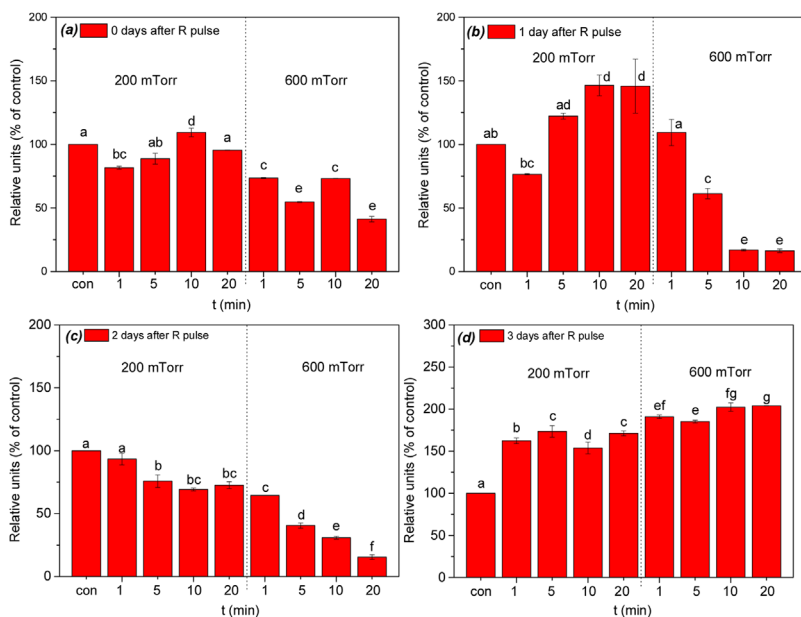 (a) 0 days after R pulse
200 mTorr 600 mTorr
Relative units (% of control)
200
150
100
50
0
a bc ab d a c e c e
con 1 5 10 20 1 5 10 20
t (min)
(b) 1 day after R pulse
200 mTorr 600 mTorr
Relative units (% of control)
200
150
100
50
0
ab bc ad d d a c e e
con 1 5 10 20 1 5 10 20
t (min)
(c) 2 days after R pulse
200 mTorr 600 mTorr
Relative units (% of control)
200
150
100
50
0
a a b bc bc c d e f
con 1 5 10 20 1 5 10 20
t (min)
(d) 3 days after R pulse
200 mTorr 600 mTorr
Relative units (% of control)
300
250
200
150
100
50
0
a b c d c ef e fg g
con 1 5 10 20 1 5 10 20
t (min)